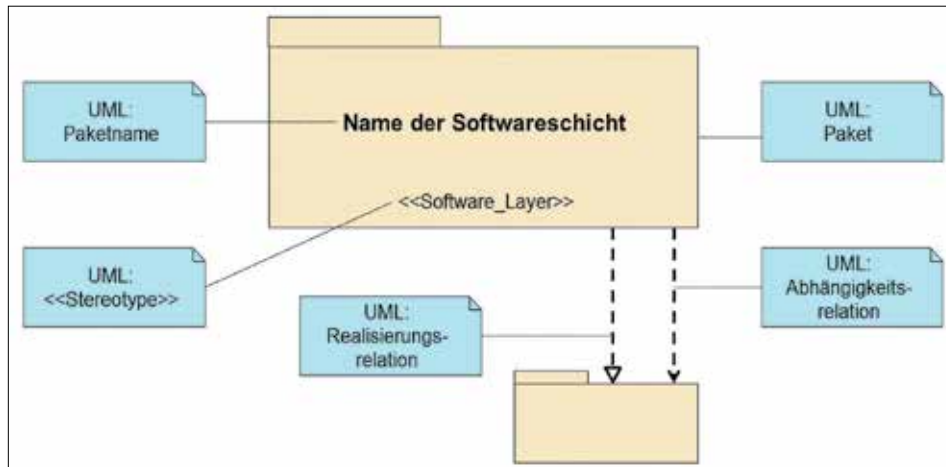 UML:
Paketname
Name der Softwareschicht
UML:
Paket
<<Software_Layer>>
UML:
<<Stereotype>>
UML:
Realisierungs-
relation
UML:
Abhängigkeits-
relation